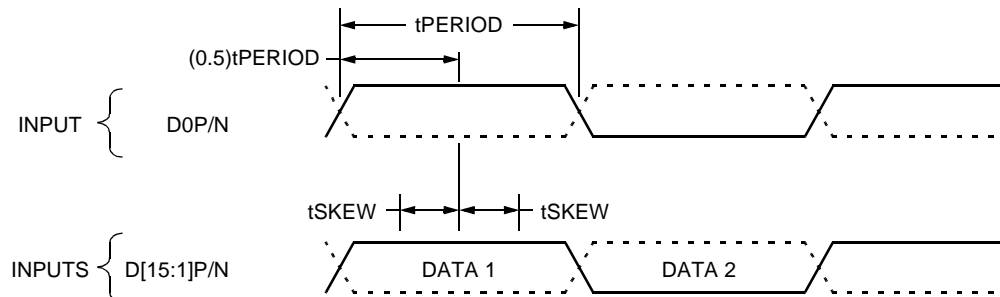 tPERIOD
(0.5)tPERIOD
INPUT D0P/N
tSKEW tSKEW
INPUTS D[15:1]P/N DATA 1 DATA 2